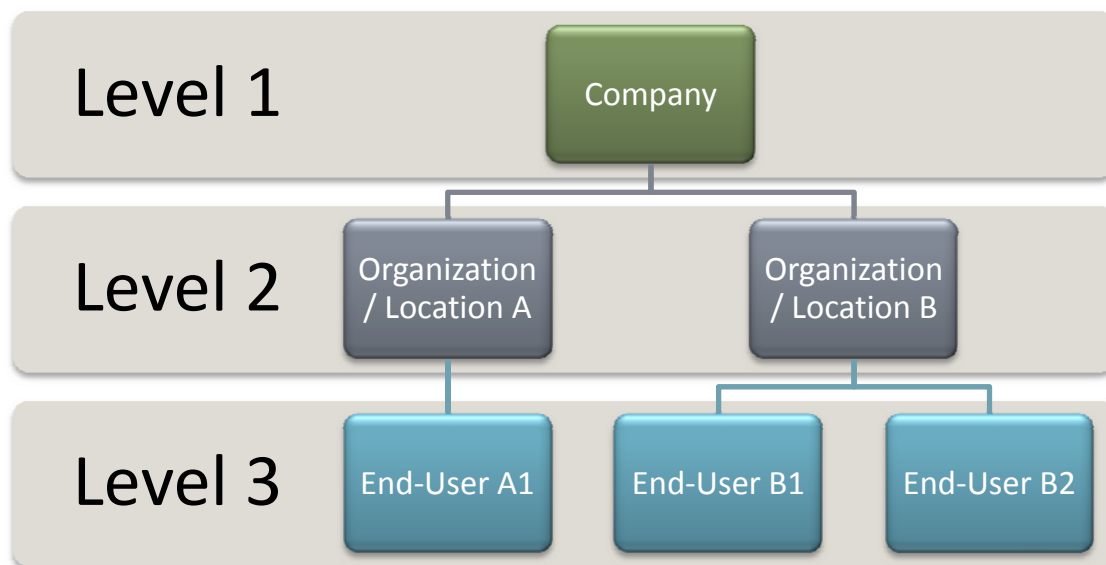 Level 1
Company
Level 2
Organization
/ Location A
Organization
/ Location B
Level 3
End-User A1
End-User B1
End-User B2